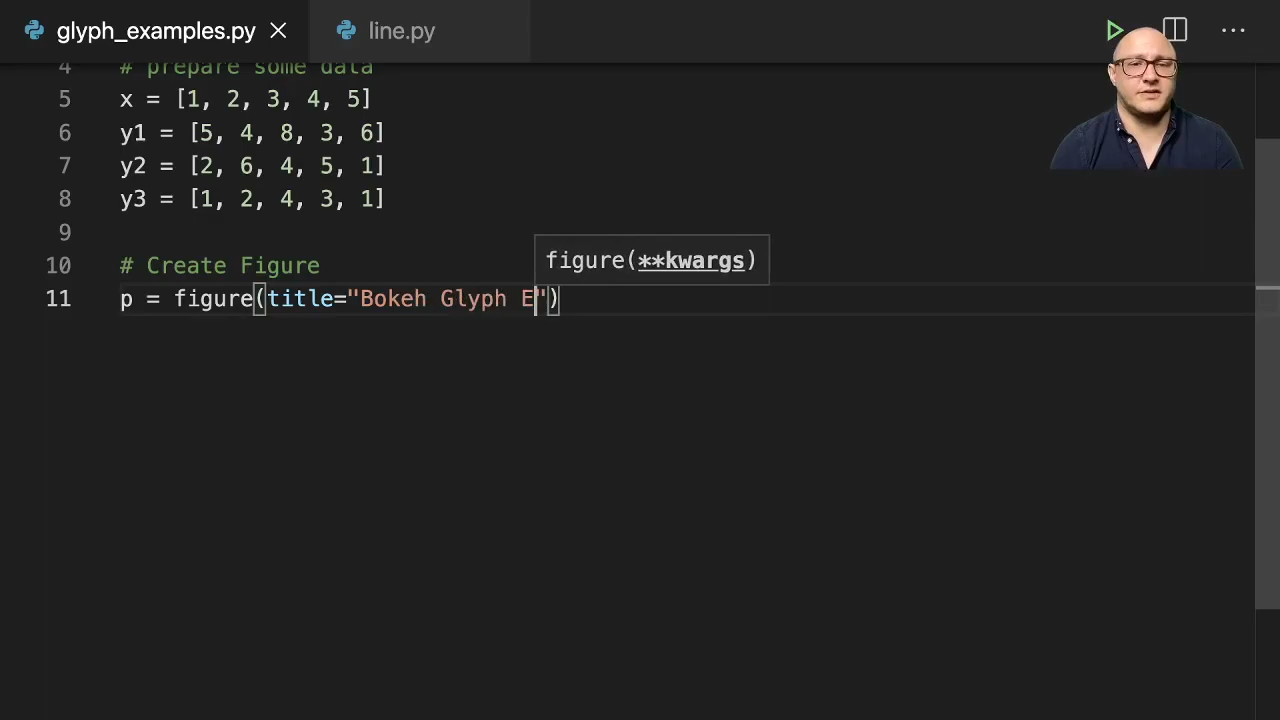 glyph_examples.py
line.py
4 # prepare some data
5 x = [1, 2, 3, 4, 5]
6 y1 = [5, 4, 8, 3, 6]
7 y2 = [2, 6, 4, 5, 1]
8 y3 = [1, 2, 4, 3, 1]
9
figure(**kwargs)
10 # Create Figure
11 p = figure(title="Bokeh Glyph E")